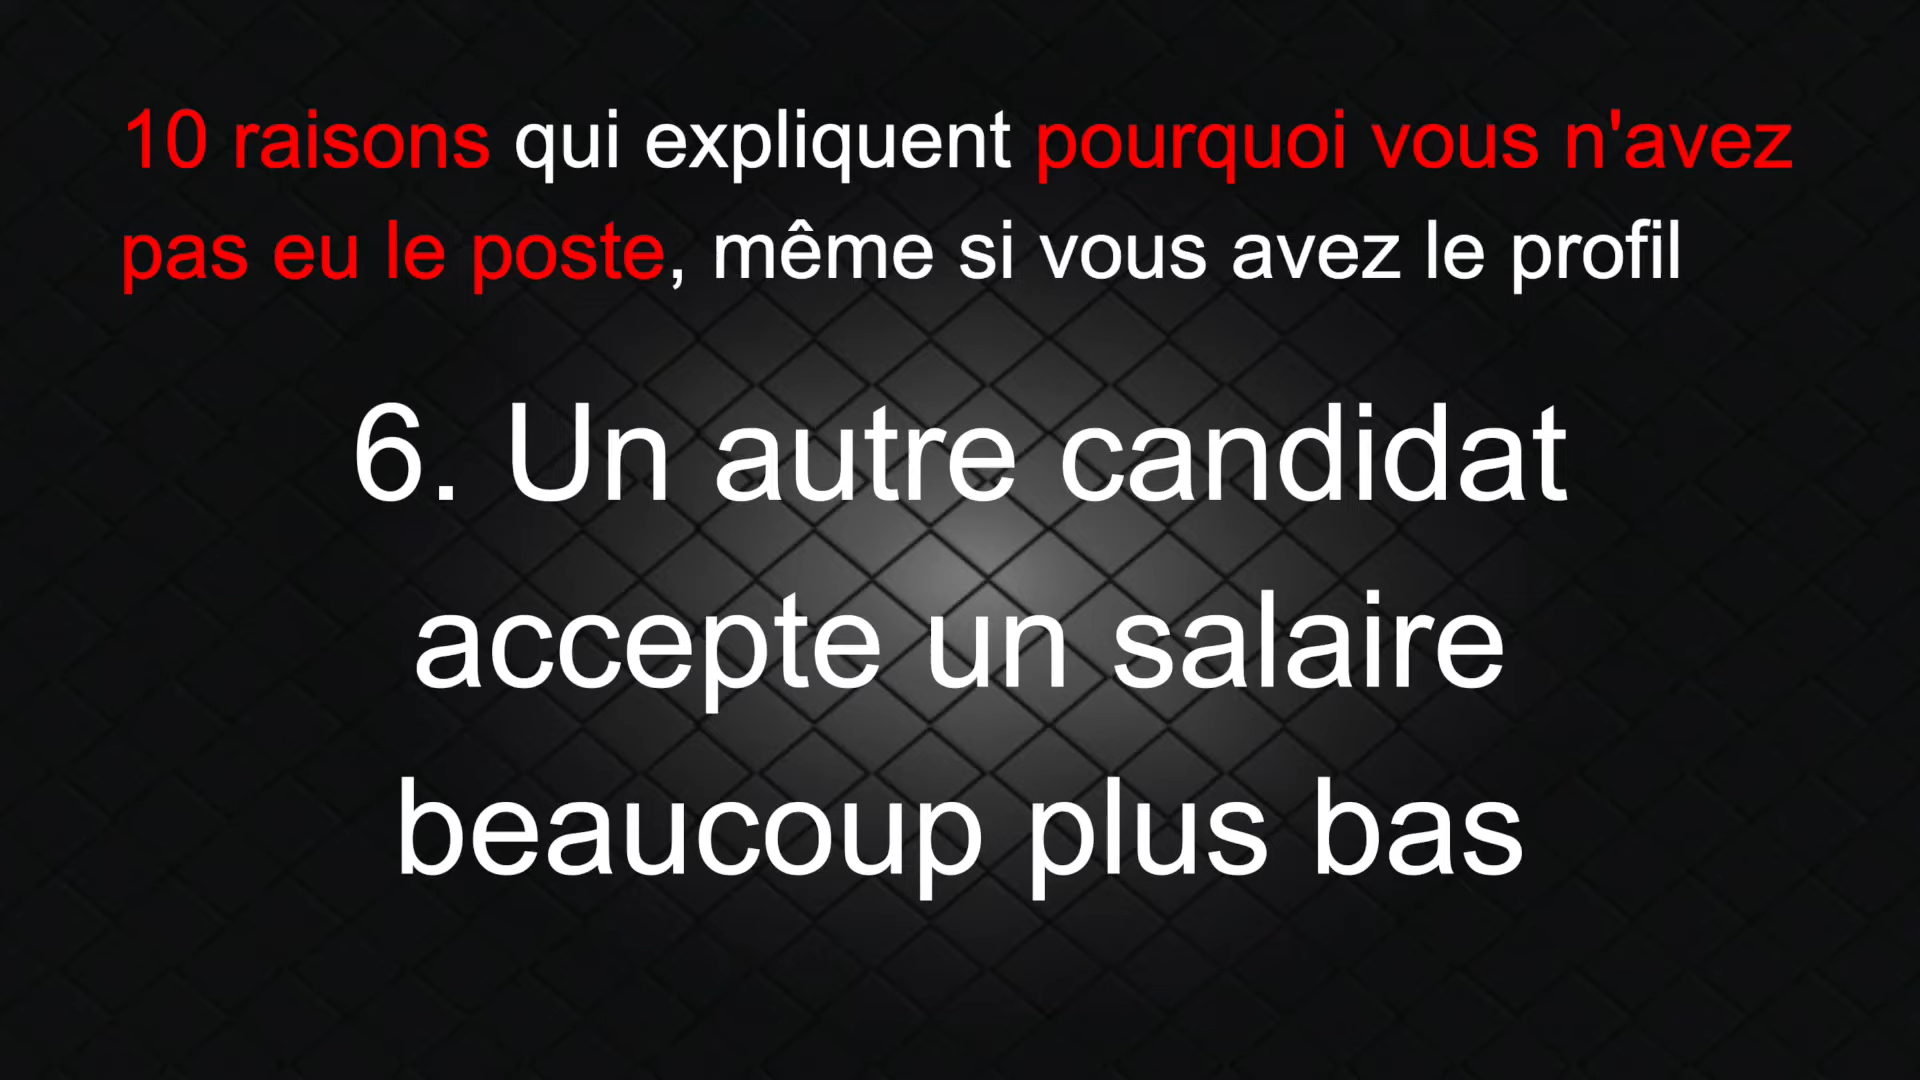 10 raisons qui expliquent pourquoi vous n'avez
pas eu le poste, même si vous avez le profil
6. Un autre candidat
accepte un salaire
beaucoup plus bas